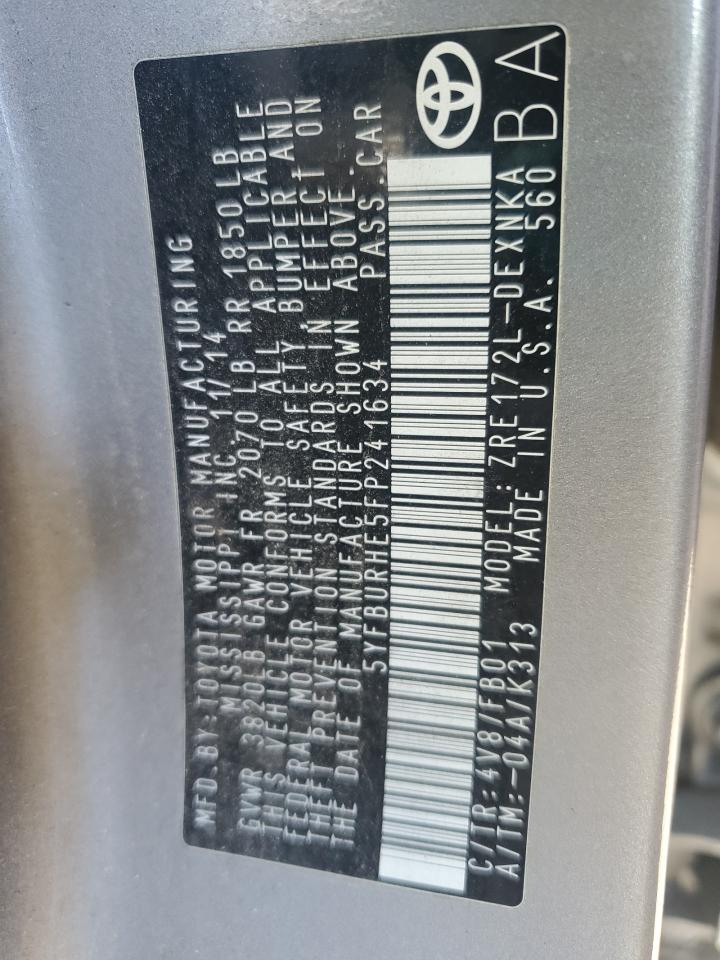 MFD.BY:TOYOTA MOTOR MANUFACTURING
MISSISSIPPI INC. 11/14
GVWR 3820LB GAWR FR 2070 LB RR 1850LB
THIS VEHICLE CONFORMS TO ALL APPLICABLE
FEDERAL MOTOR VEHICLE SAFETY, BUMPER, AND
THEFT PREVENTION STANDARDS IN EFFECT ON
THE DATE OF MANUFACTURE SHOWN ABOVE.
5YFBURHE5FP241634 PASS.CAR
C/TR:4V8/FB01 MODEL:ZRE172L-DEXNKA
A/TM:-04A/K313 MADE IN U.S.A. 560
BA